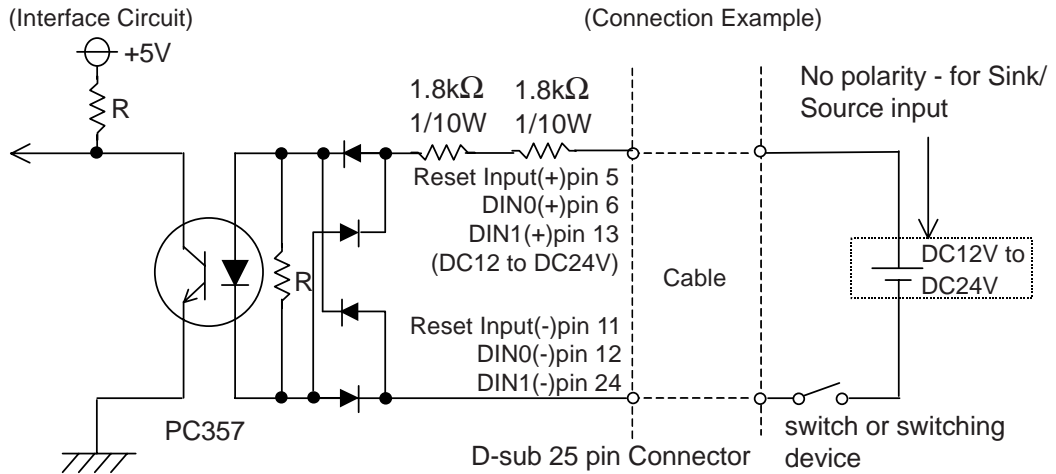 (Interface Circuit)
(Connection Example)
+5V
R
1.8kΩ
1/10W
1.8kΩ
1/10W
No polarity - for Sink/
Source input
Reset Input(+)pin 5
DIN0(+)pin 6
DIN1(+)pin 13
(DC12 to DC24V)
Cable
DC12V to
DC24V
R
Reset Input(-)pin 11
DIN0(-)pin 12
DIN1(-)pin 24
PC357
D-sub 25 pin Connector
switch or switching
device